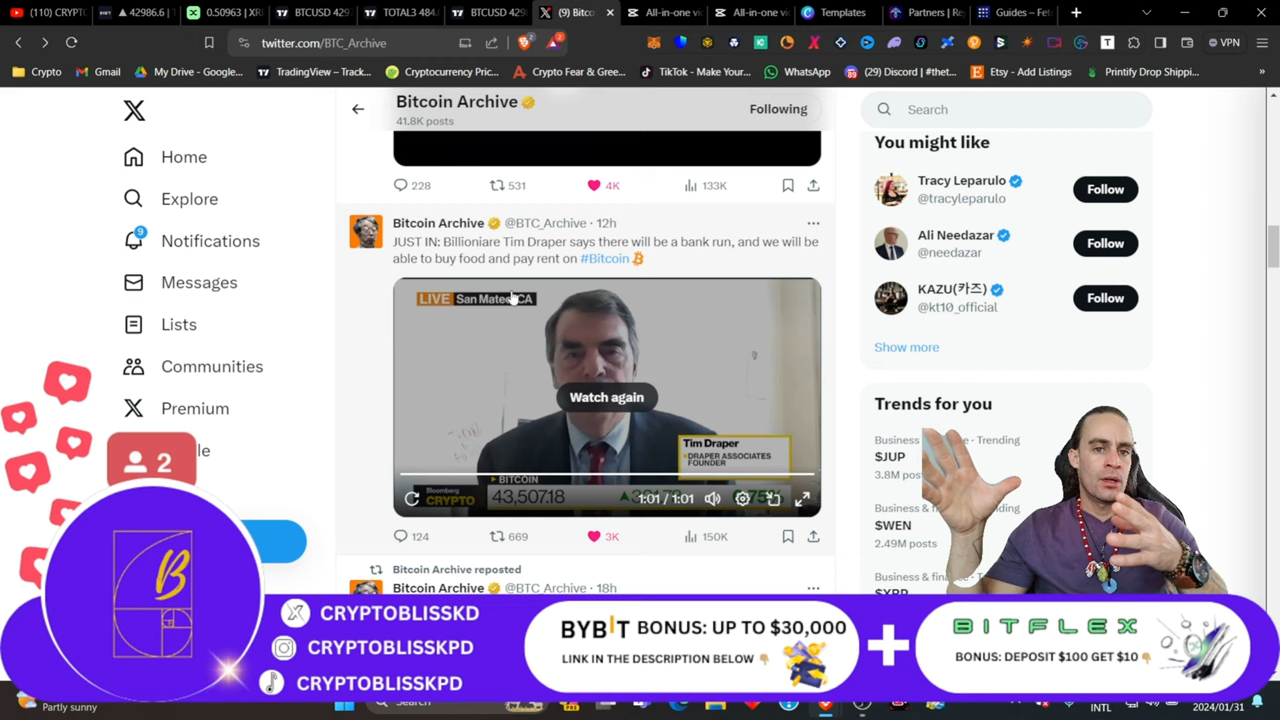 (29) CRYPTO
42986.6 |
0.50963 | XR
BTCUSD 429
TOTAL3 484.
BTCUSD 429
(9) Bitco
All-in-one vi
All-in-one vi
Templates
Partners | Re
Guides – Fet
twitter.com/BTC_Archive
VPN
Crypto
Gmail
My Drive - Google...
TradingView – Track...
Cryptocurrency Pric...
Crypto Fear & Gree...
TikTok - Make Your...
WhatsApp
(29) Discord | #thet...
Etsy - Add Listings
Printify Drop Shippi...
Bitcoin Archive
41.8K posts
Following
Search
Home
Explore
9
Notifications
Messages
Lists
Communities
Premium
228
531
4K
133K
Bitcoin Archive @BTC_Archive · 12h
JUST IN: Billioniare Tim Draper says there will be a bank run, and we will be
able to buy food and pay rent on #Bitcoin
LIVE San Mateo, CA
Watch again
Tim Draper
DRAPER ASSOCIATES
FOUNDER
BITCOIN
Bloomberg
CRYPTO
43,507.18
1:01 / 1:01
124
669
3K
150K
Bitcoin Archive reposted
Bitcoin Archive @BTC_Archive · 18h
You might like
Tracy Leparulo
@tracyleparulo
Follow
Ali Needazar
@needazar
Follow
KAZU(카즈)
@kt10_official
Follow
Show more
Trends for you
$JUP
3.8M pos
$WEN
2.49M posts
$XRP
2
B
CRYPTOBLISSKD
CRYPTOBLISSKPD
CRYPTOBLISSKPD
BYBIT BONUS: UP TO $30,000
LINK IN THE DESCRIPTION BELOW
+
BITFLEX
BONUS: DEPOSIT $100 GET $10
Partly sunny
Search
INTL
2024/01/31